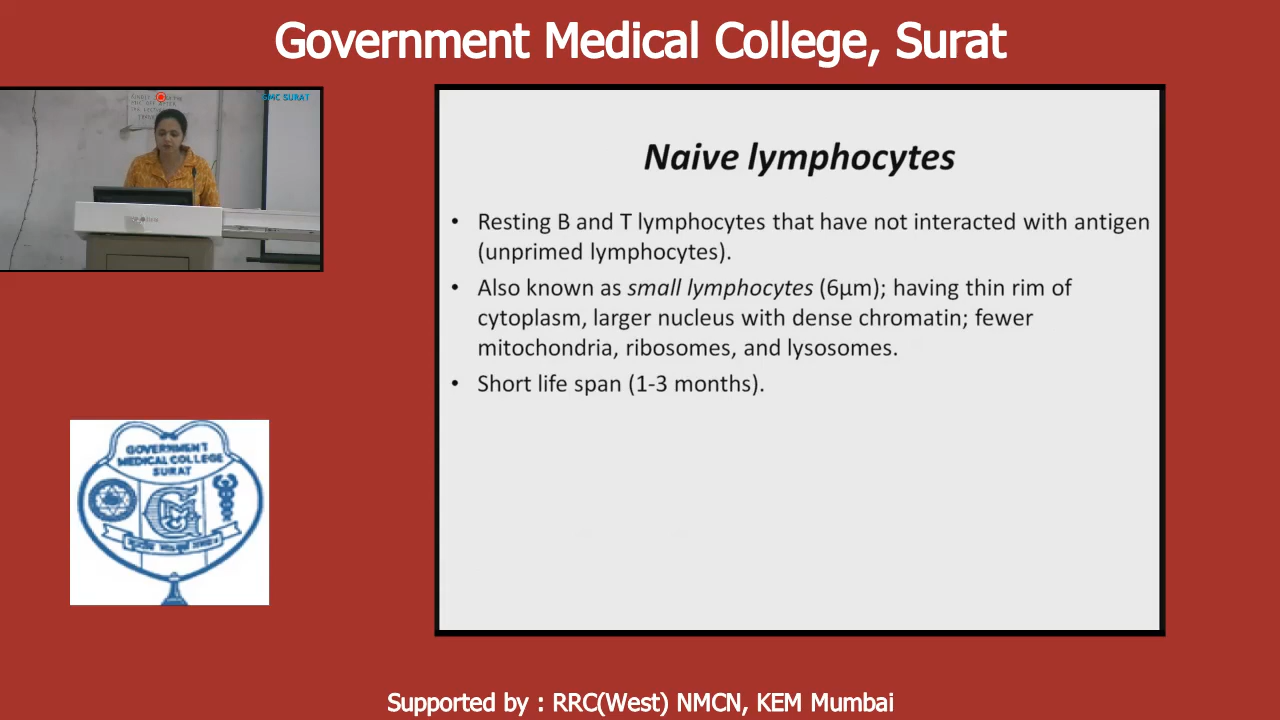 Government Medical College, Surat
GMC SURAT
Naive lymphocytes
• Resting B and T lymphocytes that have not interacted with antigen
(unprimed lymphocytes).
• Also known as small lymphocytes (6µm); having thin rim of
cytoplasm, larger nucleus with dense chromatin; fewer
mitochondria, ribosomes, and lysosomes.
• Short life span (1-3 months).
GOVERNMENT
MEDICAL COLLEGE
SURAT
Supported by : RRC(West) NMCN, KEM Mumbai